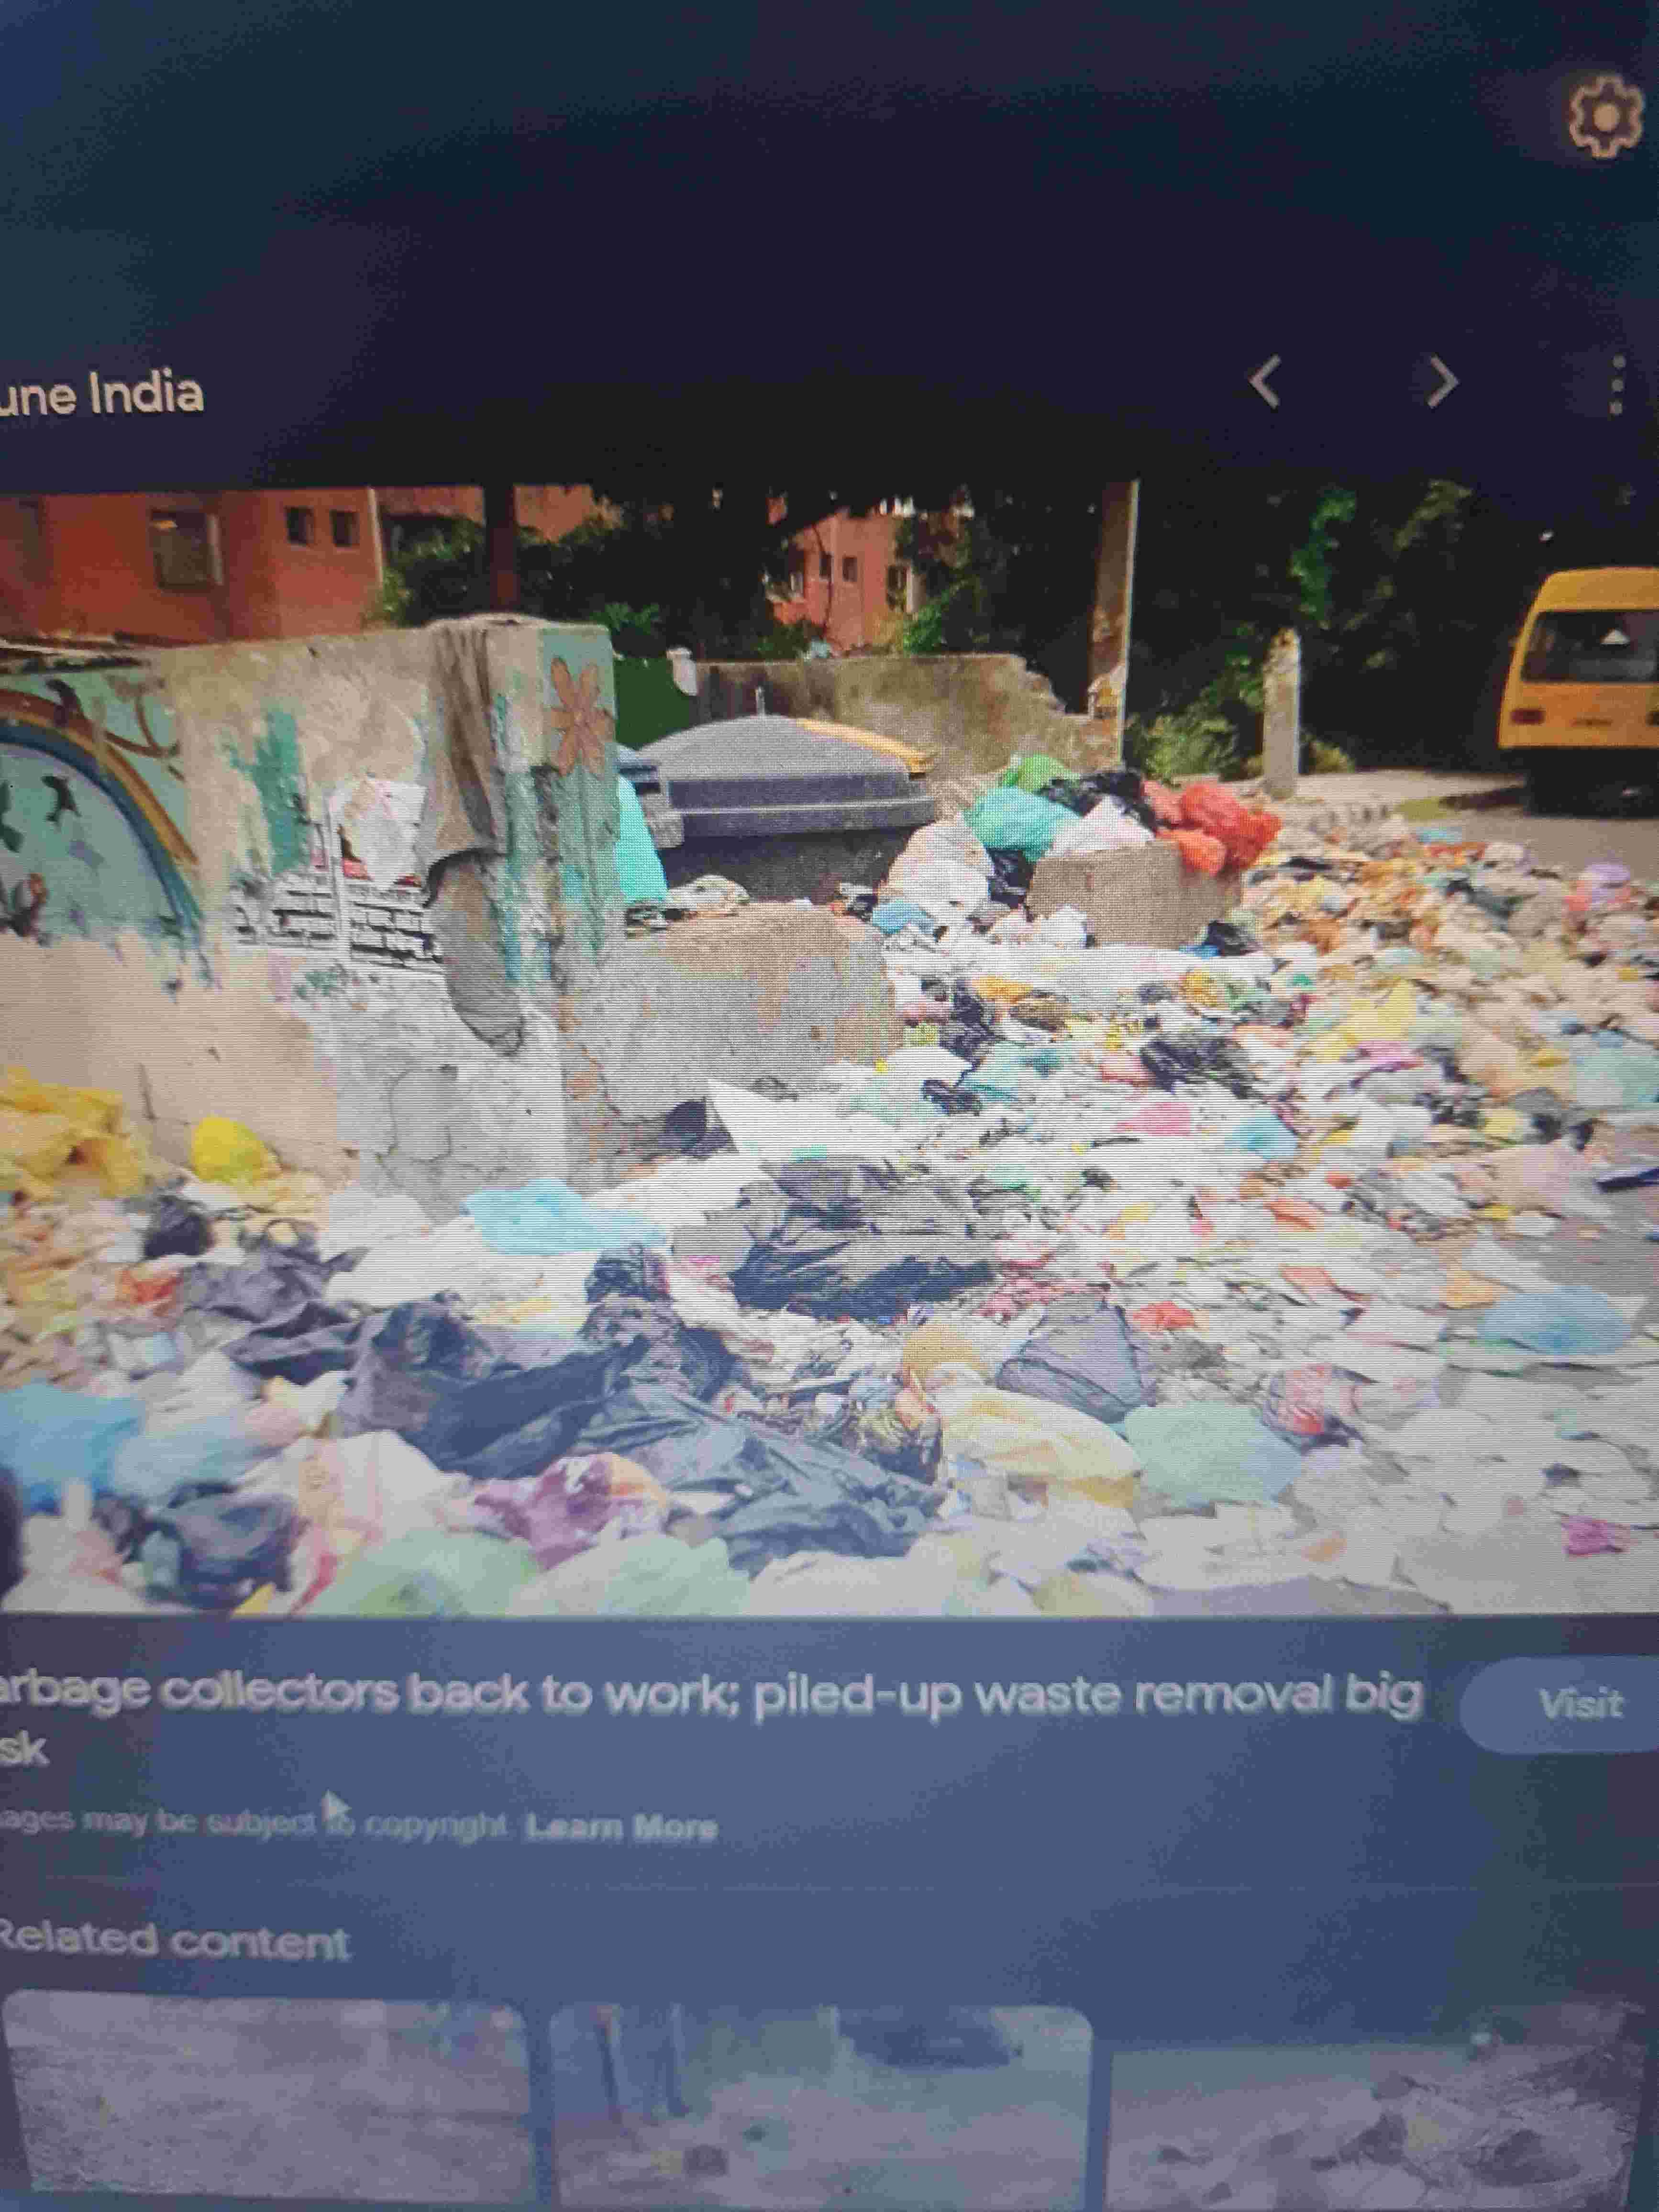 une India
arbage collectors back to work; piled-up waste removal big
sk
Visit
ages may be subject to copyright Learn More
Related content